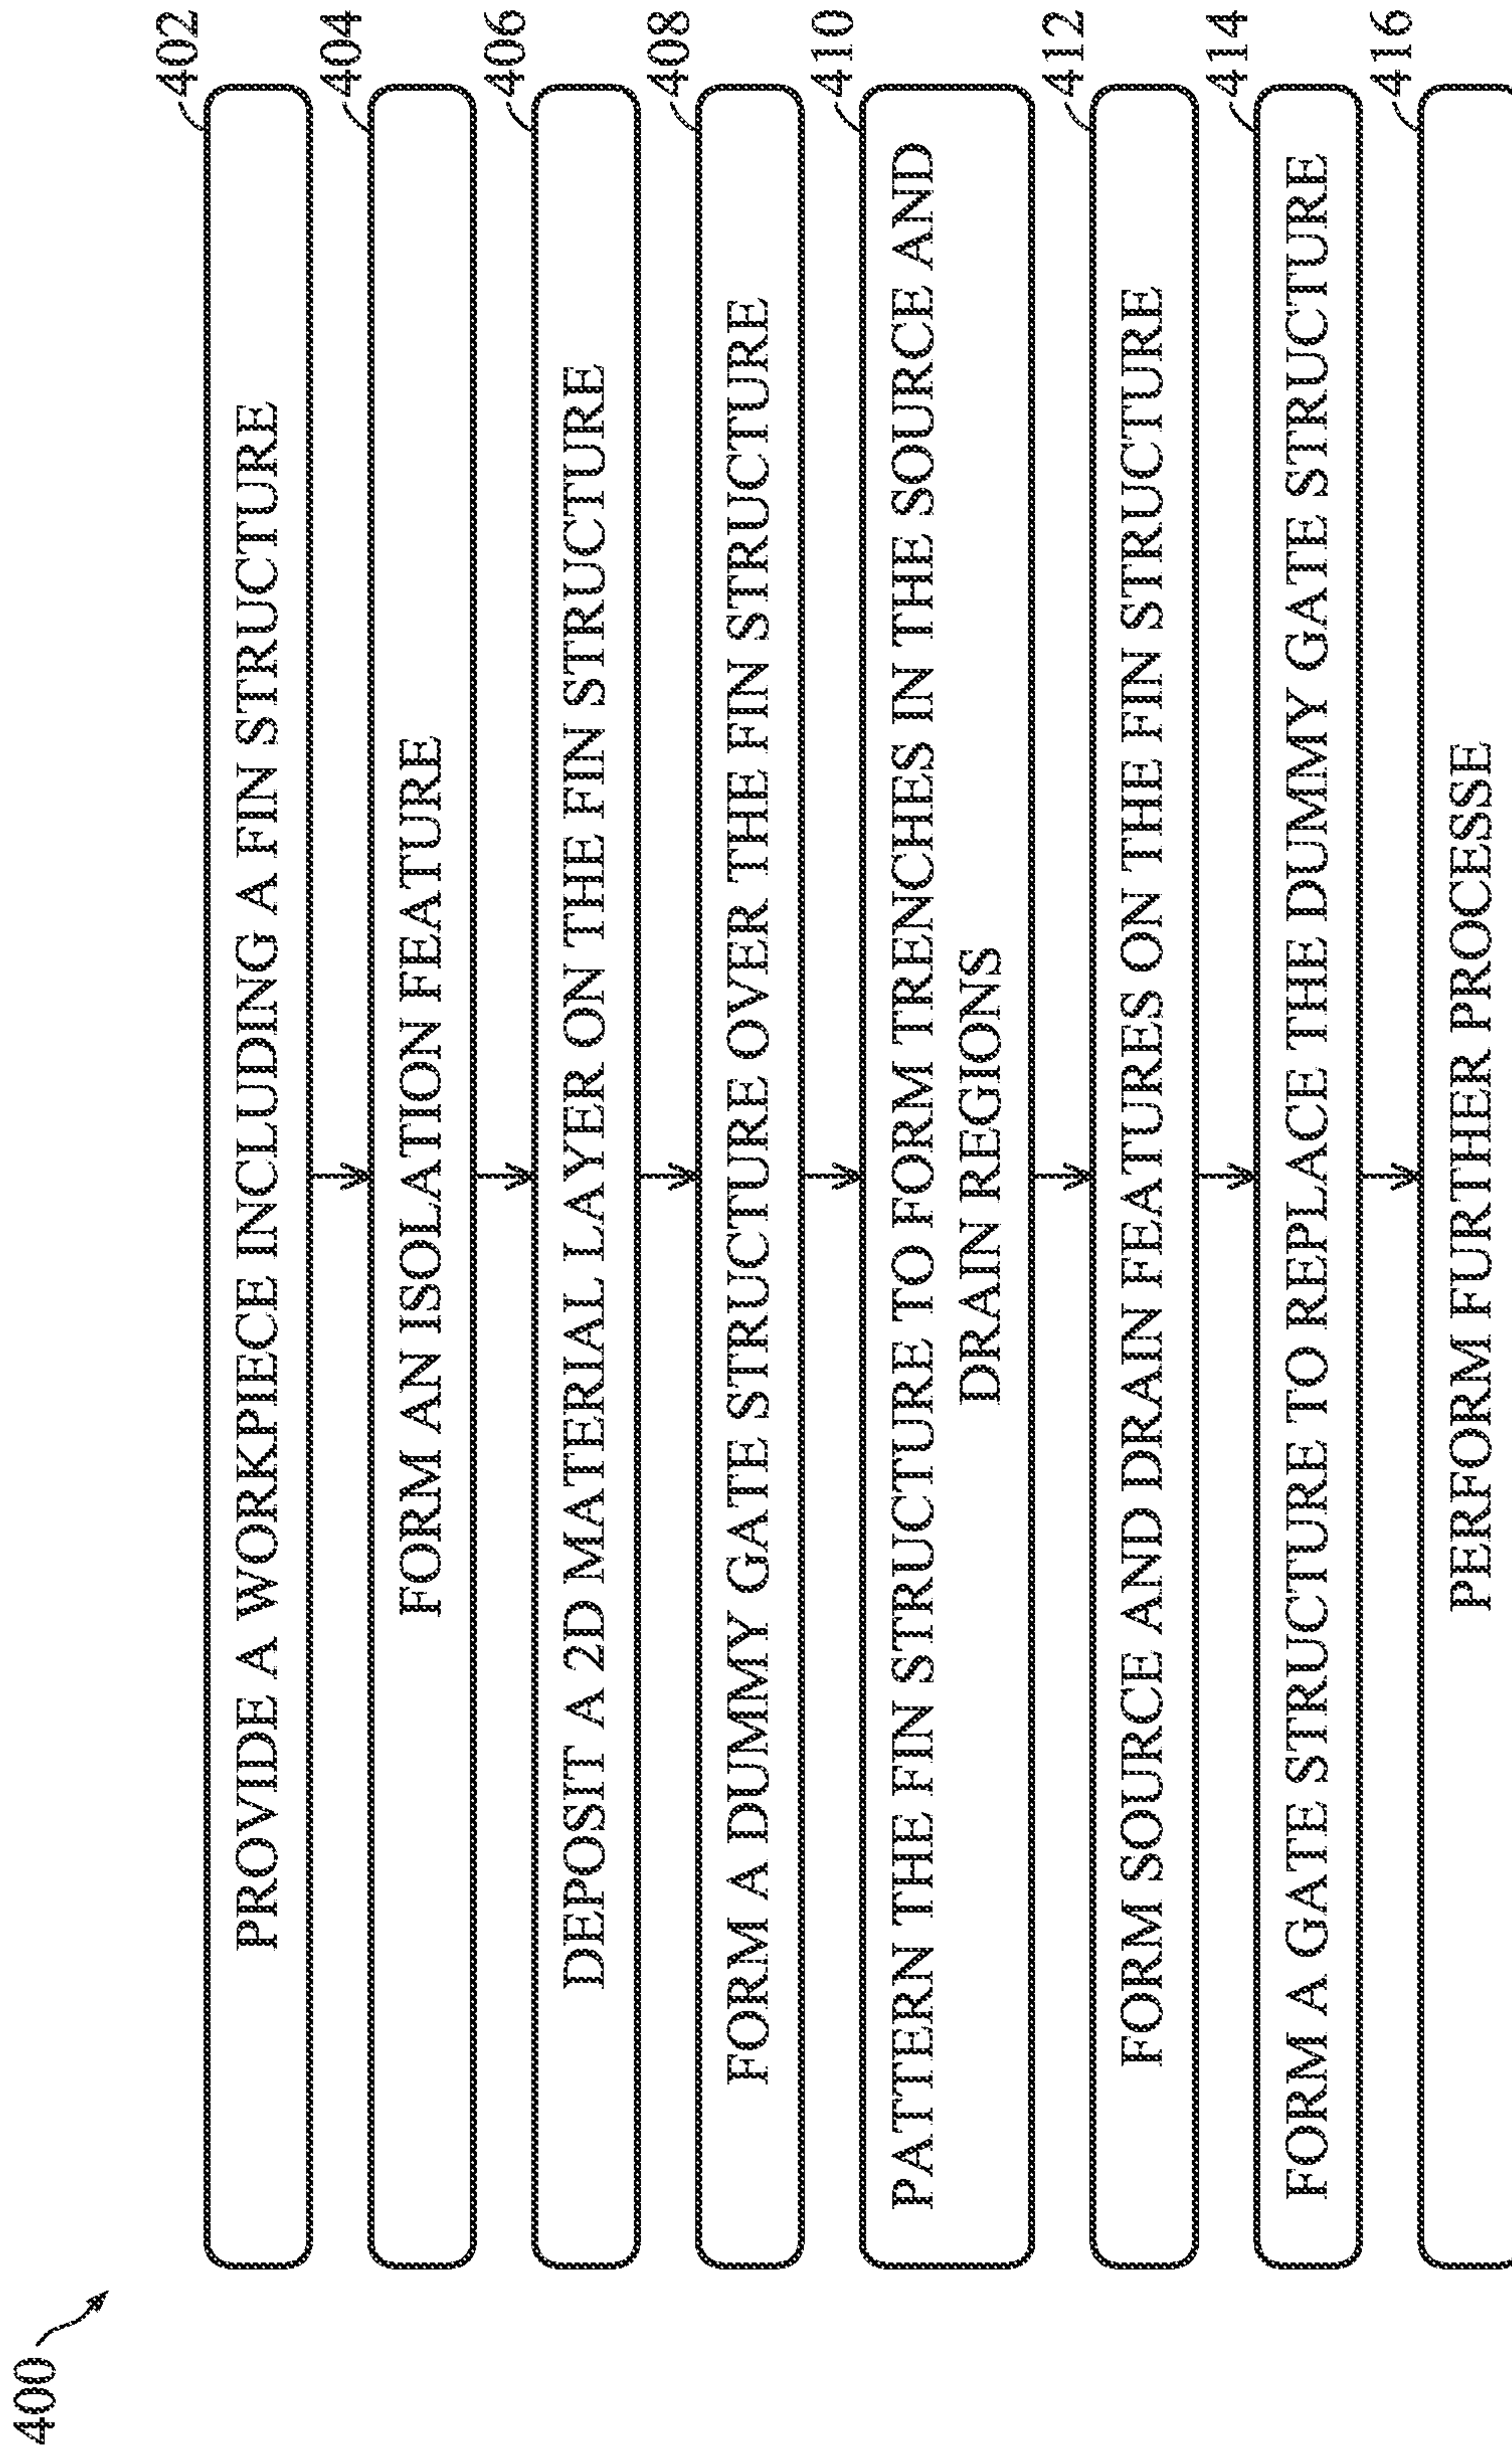 400
402
PROVIDE A WORKPIECE INCLUDING A FIN STRUCTURE
404
FORM AN ISOLATION FEATURE
406
DEPOSIT A 2D MATERIAL LAYER ON THE FIN STRUCTURE
408
FORM A DUMMY GATE STRUCTURE OVER THE FIN STRUCTURE
410
PATTERN THE FIN STRUCTURE TO FORM TRENCHES IN THE SOURCE AND
DRAIN REGIONS
412
FORM SOURCE AND DRAIN FEATURES ON THE FIN STRUCTURE
414
FORM A GATE STRUCTURE TO REPLACE THE DUMMY GATE STRUCTURE
416
PERFORM FURTHER PROCESSE